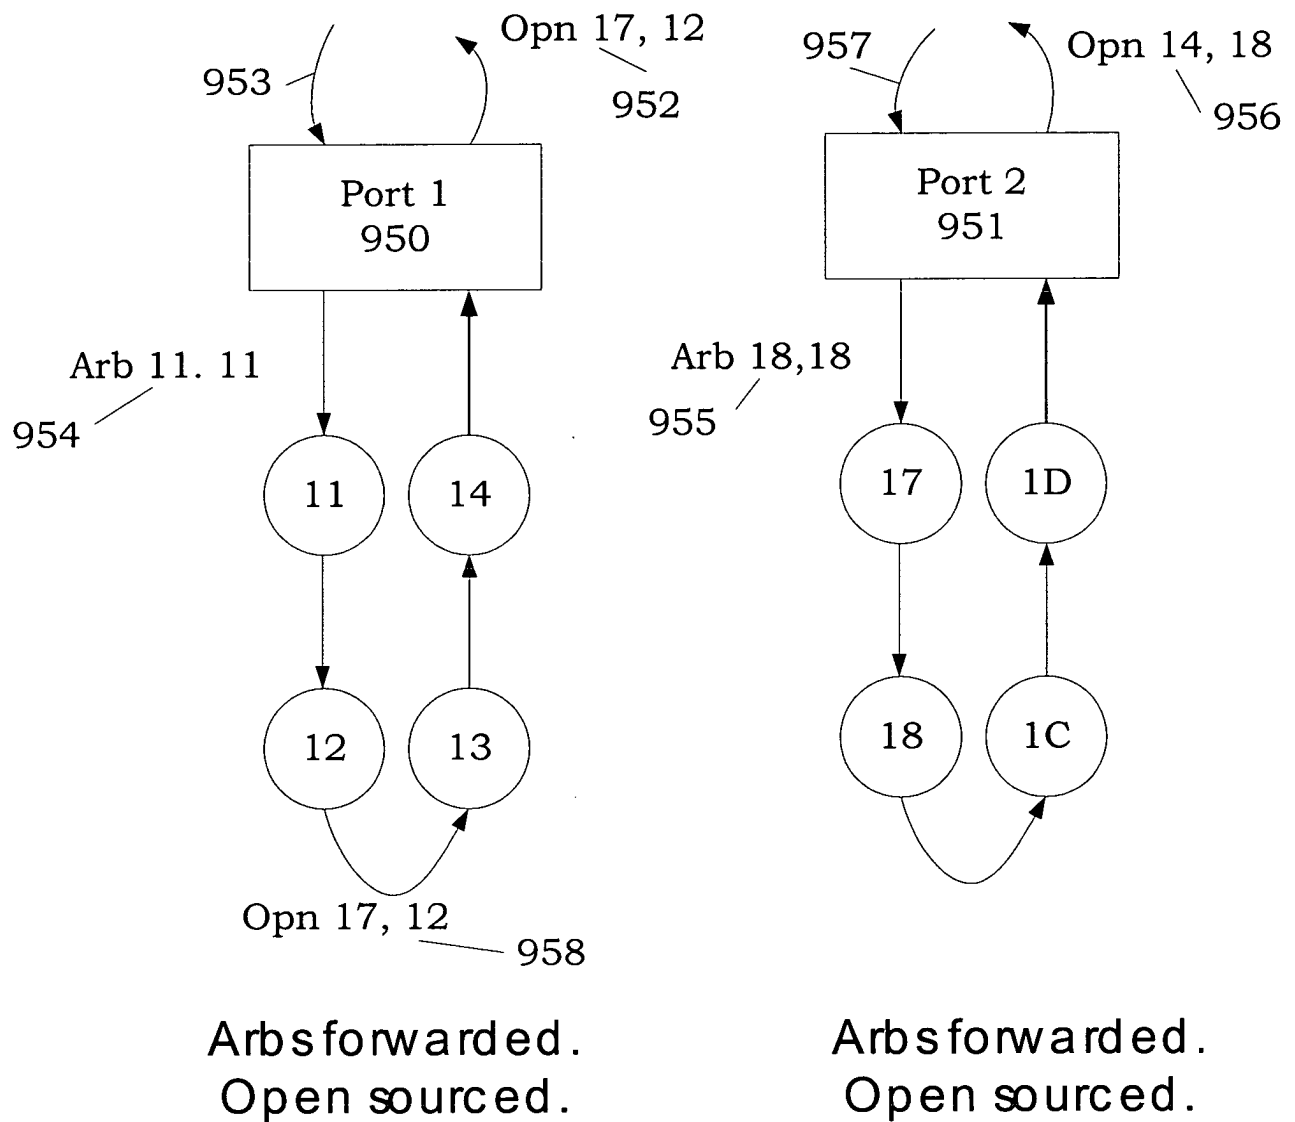 Opn 17, 12
953
952
957
Opn 14, 18
956
Port 1
950
Port 2
951
Arb 11. 11
954
Arb 18,18
955
11
14
17
1D
12
13
18
1C
Opn 17, 12
958
Arbs forwarded.
Open sourced.
Arbs forwarded.
Open sourced.